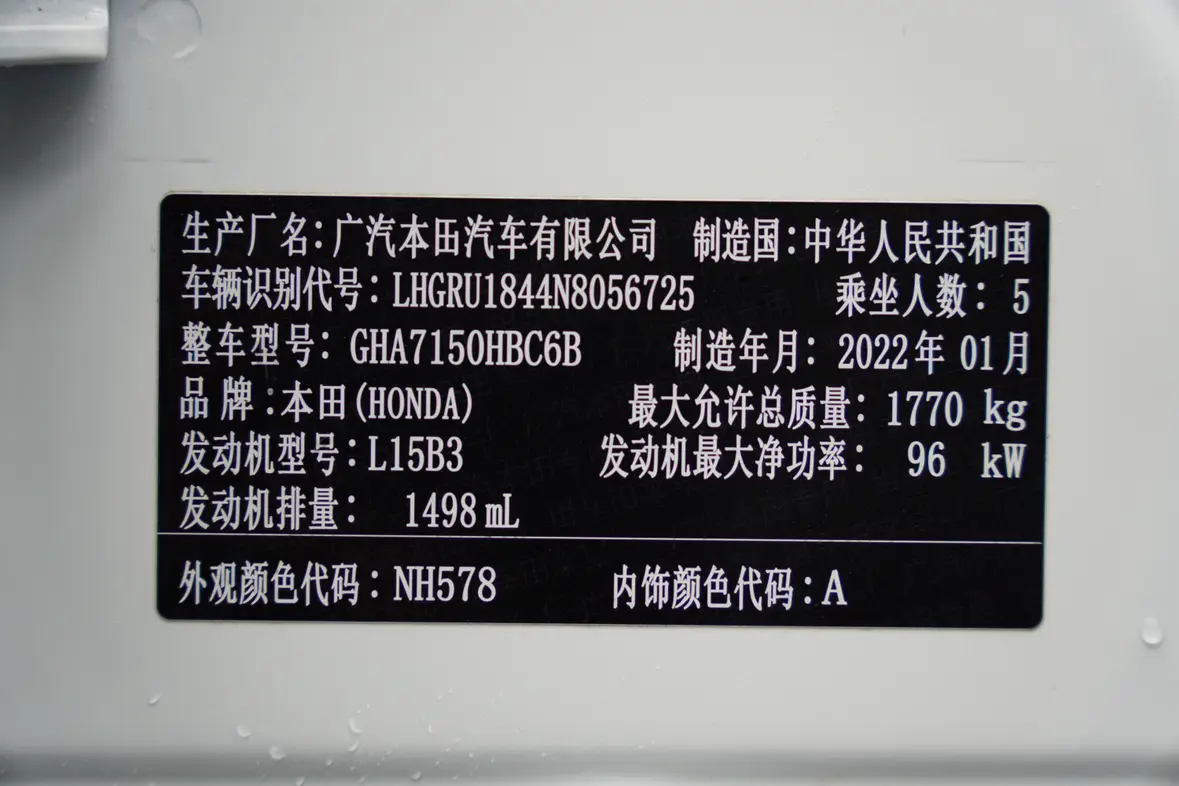 生产厂名：广汽本田汽车有限公司 制造国：中华人民共和国
车辆识别代号：LHGRU1844N8056725 乘坐人数：5
整车型号：GHA7150HBC6B 制造年月：2022年 01月
品 牌：本田(HONDA) 最大允许总质量：1770 kg
发动机型号：L15B3 发动机最大净功率： 96 kW
发动机排量： 1498 mL
外观颜色代码：NH578 内饰颜色代码：A